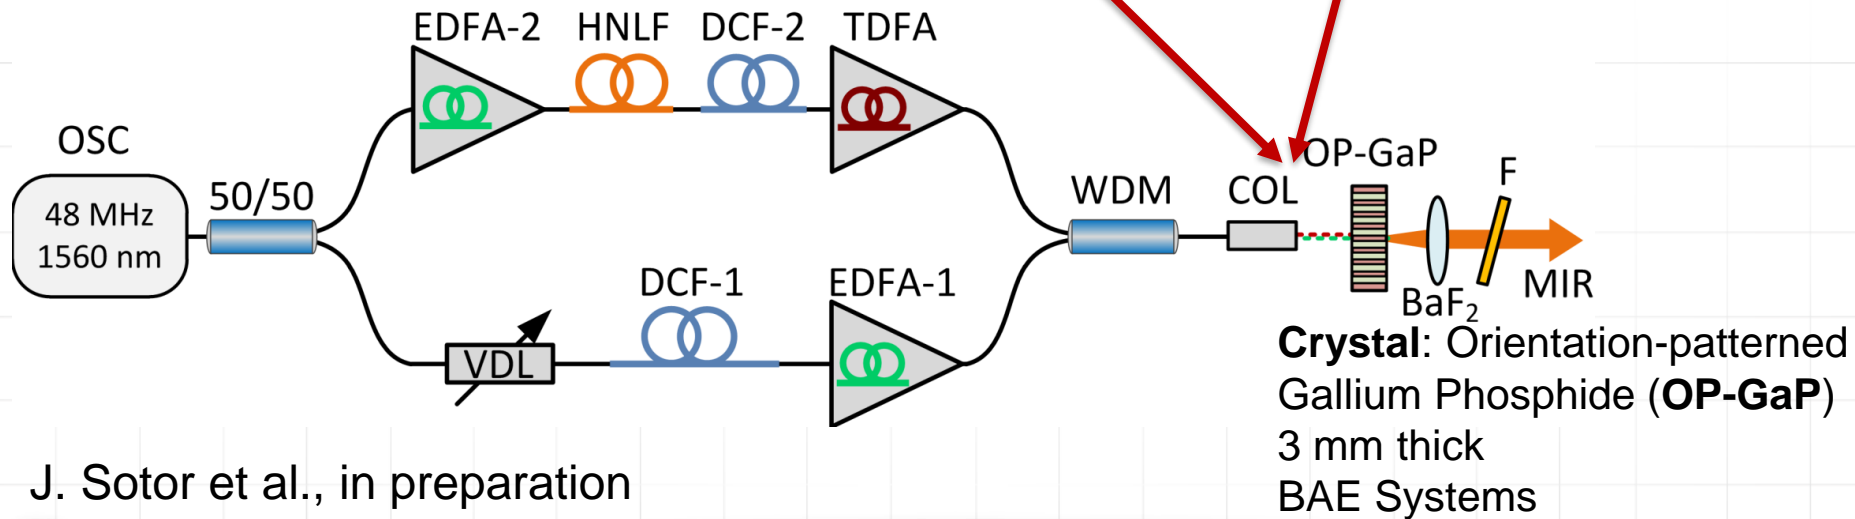 EDFA-2 HNLF DCF-2 TDFA
OSC
48 MHz
1560 nm
50/50
WDM COL OP-GaP F
VDL DCF-1 EDFA-1
BaF₂ MIR
Crystal: Orientation-patterned
Gallium Phosphide (OP-GaP)
3 mm thick
BAE Systems
J. Sotor et al., in preparation